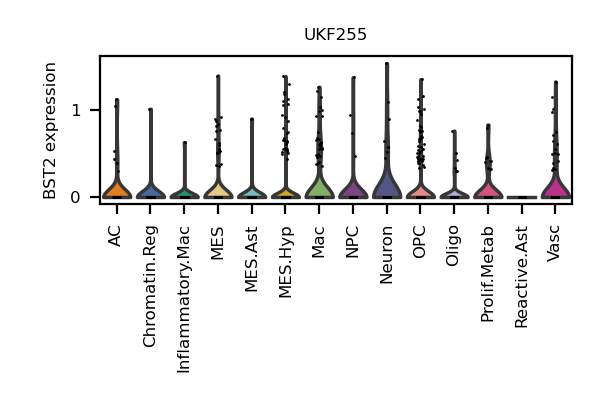 UKF255
BST2 expression
1
0
AC
Chromatin.Reg
Inflammatory.Mac
MES
MES.Ast
MES.Hyp
Mac
NPC
Neuron
OPC
Oligo
Prolif.Metab
Reactive.Ast
Vasc